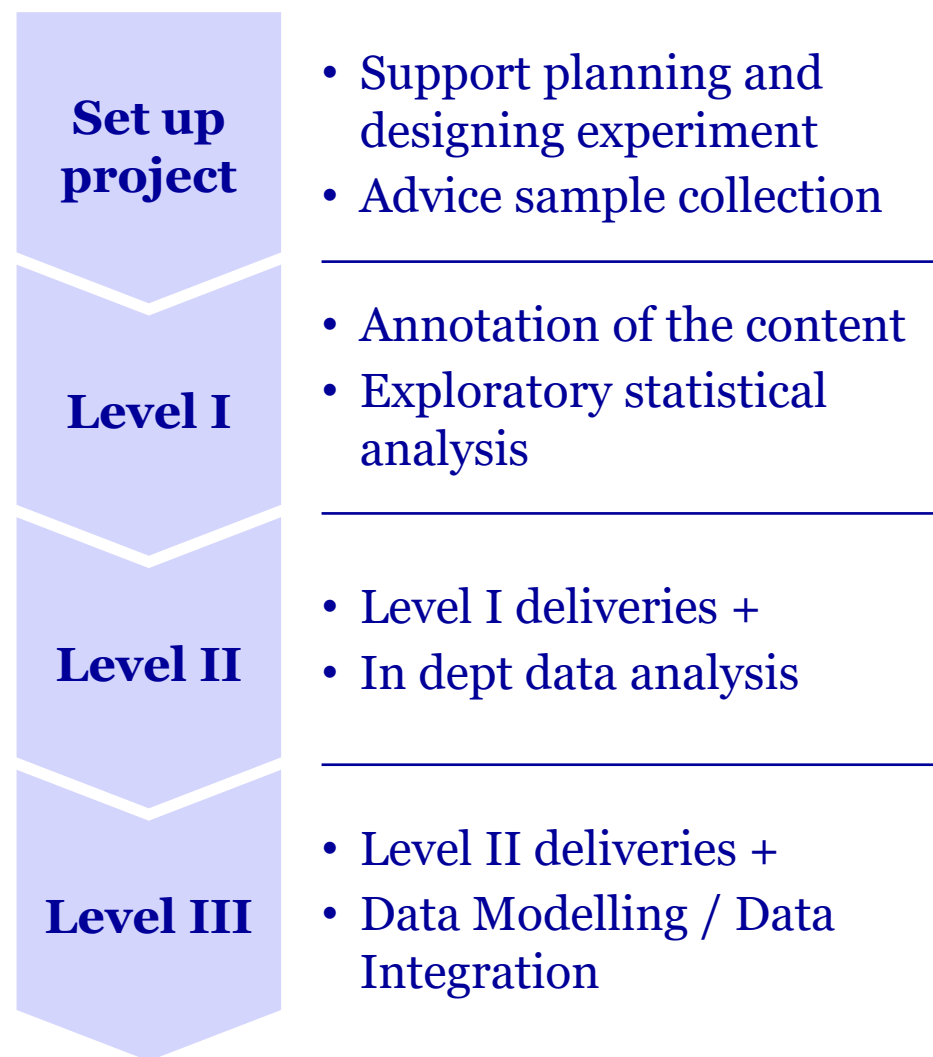 Set up
project
• Support planning and
designing experiment
• Advice sample collection
Level I
• Annotation of the content
• Exploratory statistical
analysis
Level II
• Level I deliveries +
• In dept data analysis
Level III
• Level II deliveries +
• Data Modelling / Data
Integration